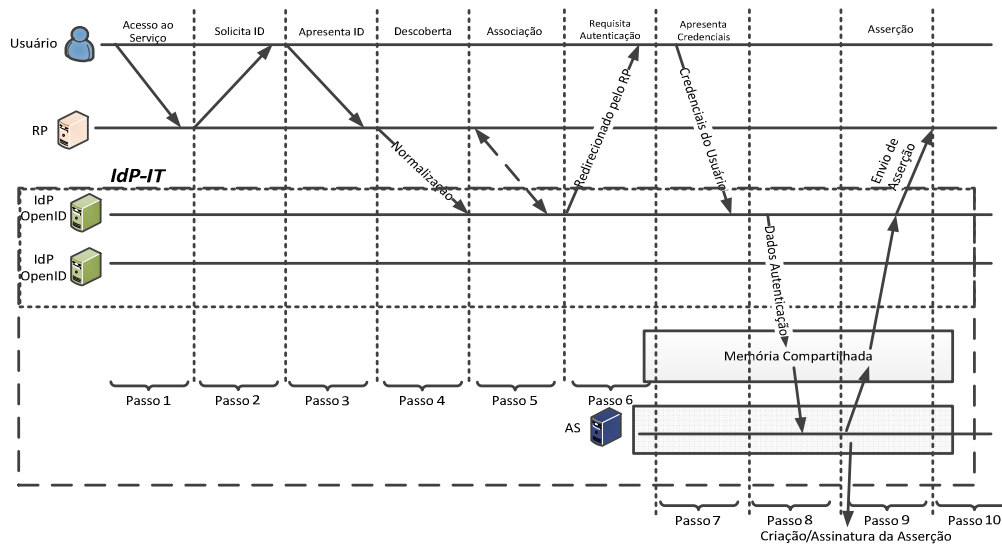 Acesso ao
Serviço
Solicita ID
Apresenta ID
Descoberta
Associação
Requisita
Autenticação
Apresenta
Credenciais
Asserção
Usuário
RP
Normalização
Redirecionado pelo RP
Credenciais do Usuário
Envio de
Asserção
IdP-IT
IdP
OpenID
IdP
OpenID
Dados Autenticação
Memória Compartilhada
Passo 1
Passo 2
Passo 3
Passo 4
Passo 5
Passo 6
AS
Passo 7
Passo 8
Passo 9
Passo 10
Criação/Assinatura da Asserção